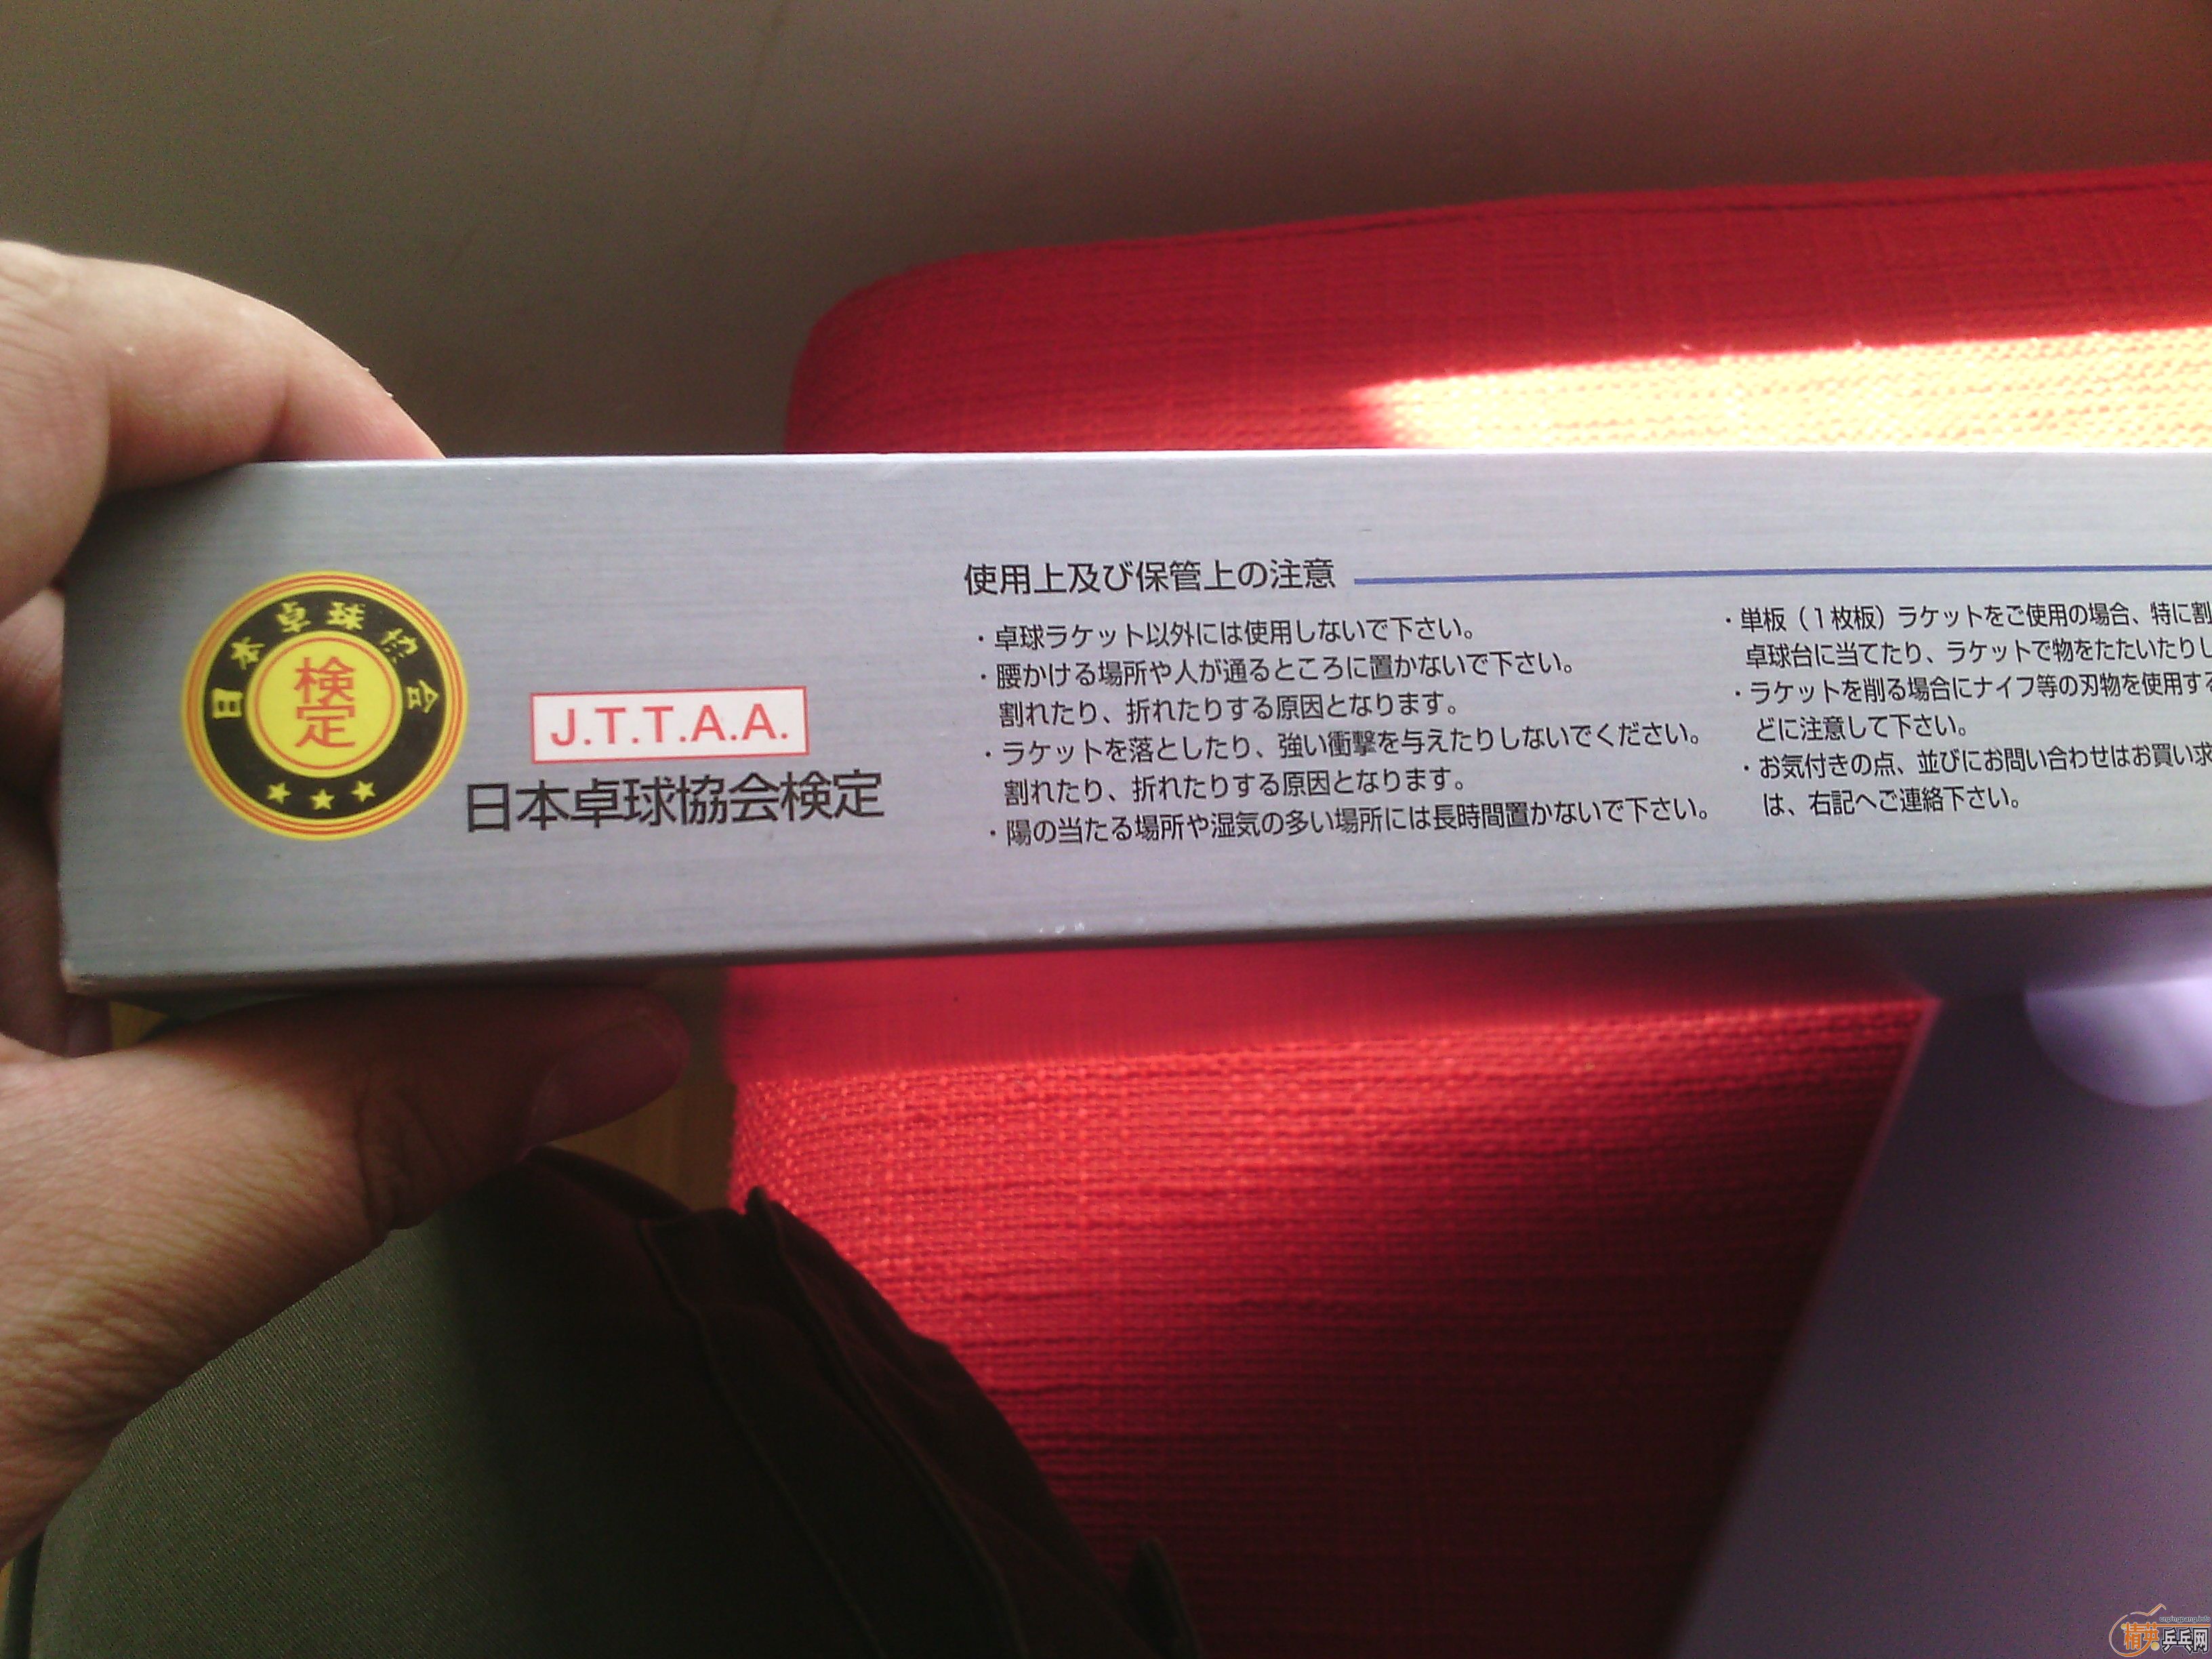 日本卓球協会
検定
J.T.T.A.A.
日本卓球協会検定
使用上及び保管上の注意
・卓球ラケット以外には使用しないで下さい。
・腰かける場所や人が通るところに置かないで下さい。
割れたり、折れたりする原因となります。
・ラケットを落としたり、強い衝撃を与えたりしないでください。
割れたり、折れたりする原因となります。
・陽の当たる場所や湿気の多い場所には長時間置かないで下さい。
・単板（１枚板）ラケットをご使用の場合、特に割
卓球台に当てたり、ラケットで物をたたいたりし
・ラケットを削る場合にナイフ等の刃物を使用する
どに注意して下さい。
・お気付きの点、並びにお問い合わせはお買い求
は、右記へご連絡下さい。
精英乒乓网